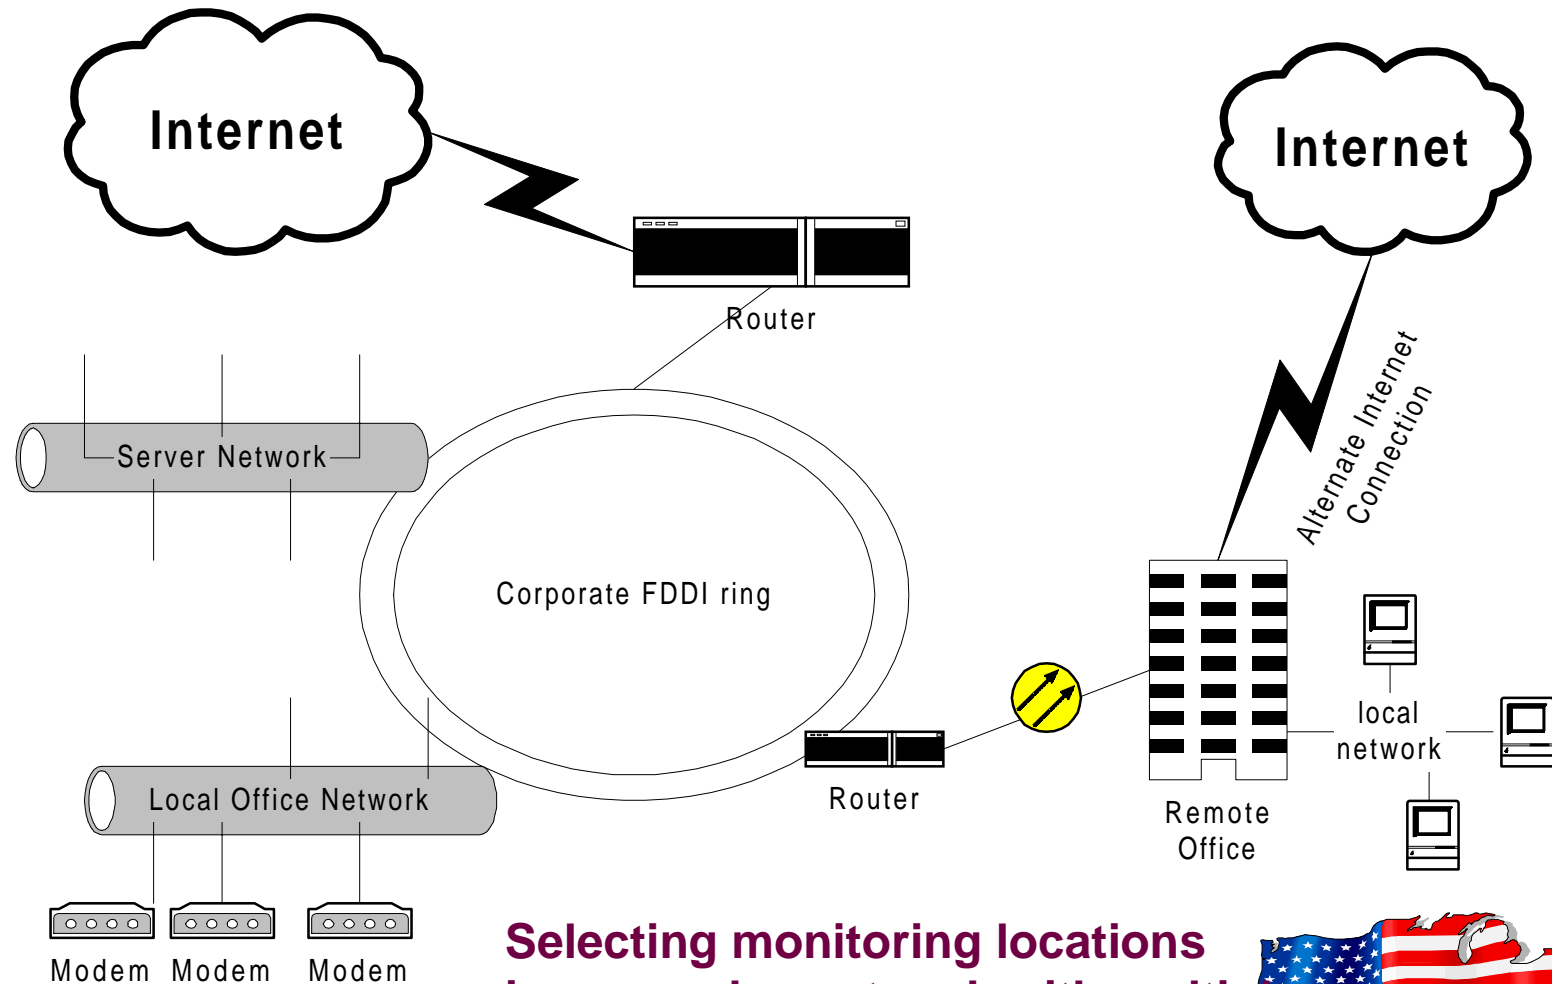 Internet
Internet
Router
Alternate Internet
Connection
Server Network
Corporate FDDI ring
local
network
Router
Local Office Network
Remote
Office
Modem Modem Modem
Selecting monitoring locations